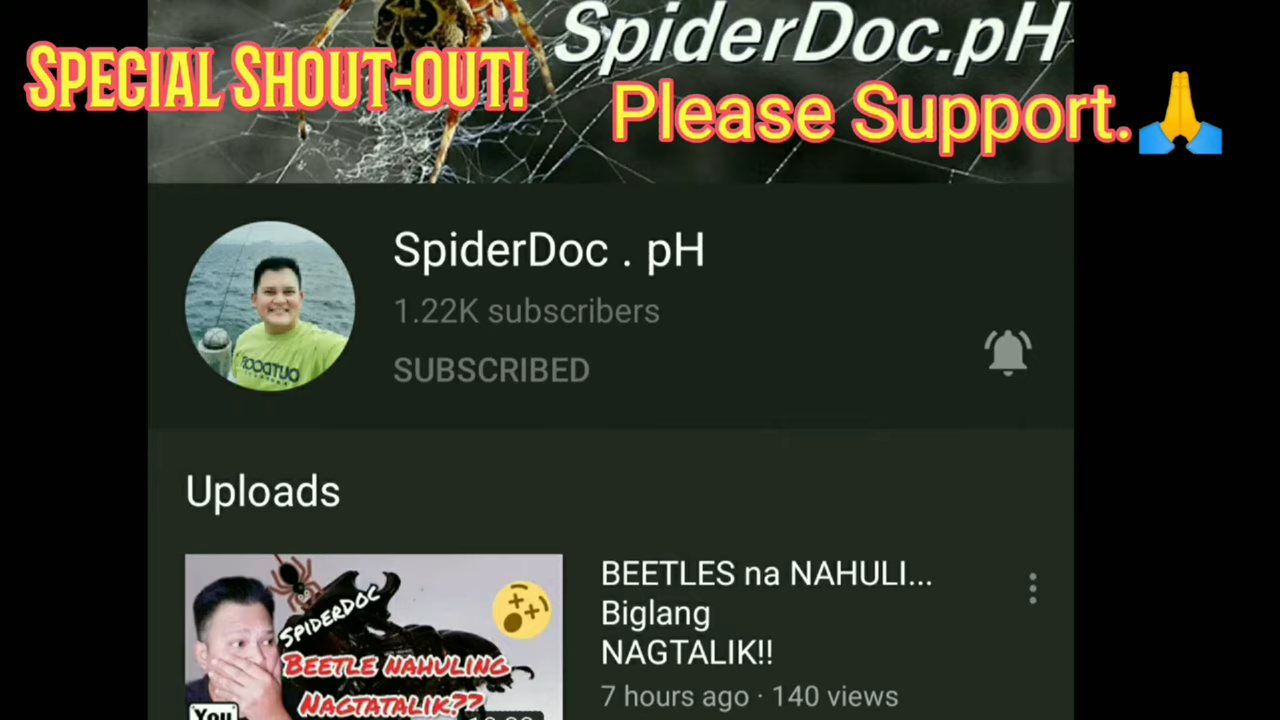 SpiderDoc.pH
SPECIAL SHOUT-OUT!
Please Support.🙏
SpiderDoc . pH
1.22K subscribers
SUBSCRIBED
Uploads
SPIDERDOC
BEETLE NAHULING
NAGTATALIK??
You
BEETLES na NAHULI...
Biglang
NAGTALIK!!
7 hours ago · 140 views